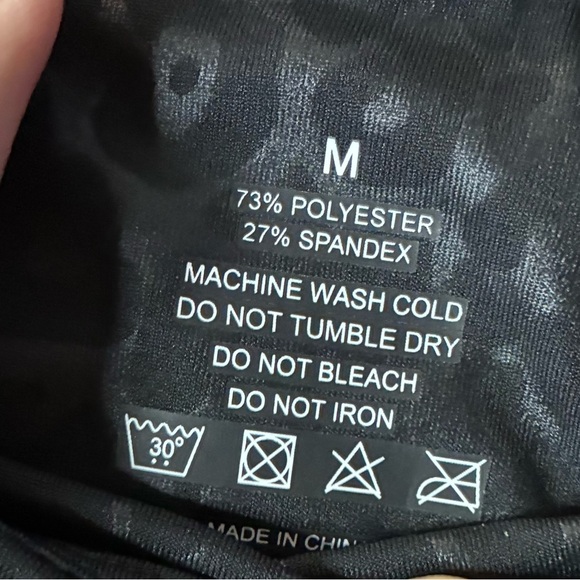 M
73% POLYESTER
27% SPANDEX
MACHINE WASH COLD
DO NOT TUMBLE DRY
DO NOT BLEACH
DO NOT IRON
30°
MADE IN